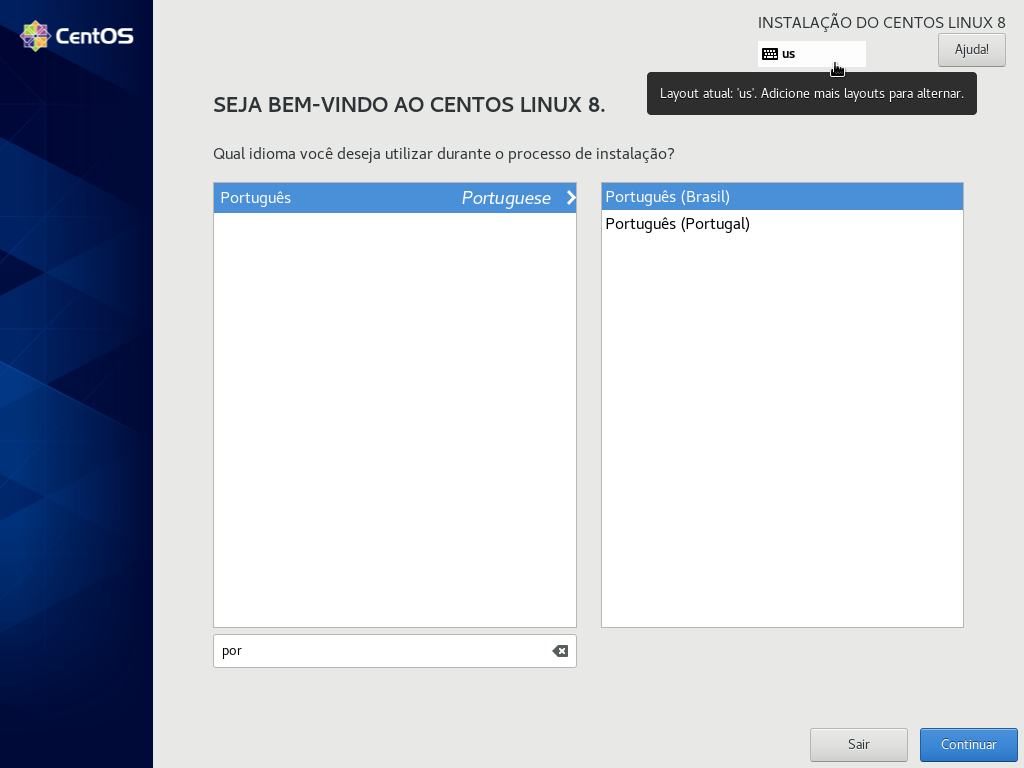 CentOS
INSTALAÇÃO DO CENTOS LINUX 8
us
Ajuda!
Layout atual: 'us'. Adicione mais layouts para alternar.
SEJA BEM-VINDO AO CENTOS LINUX 8.
Qual idioma você deseja utilizar durante o processo de instalação?
Português Portuguese
Português (Brasil)
Português (Portugal)
por
Sair
Continuar